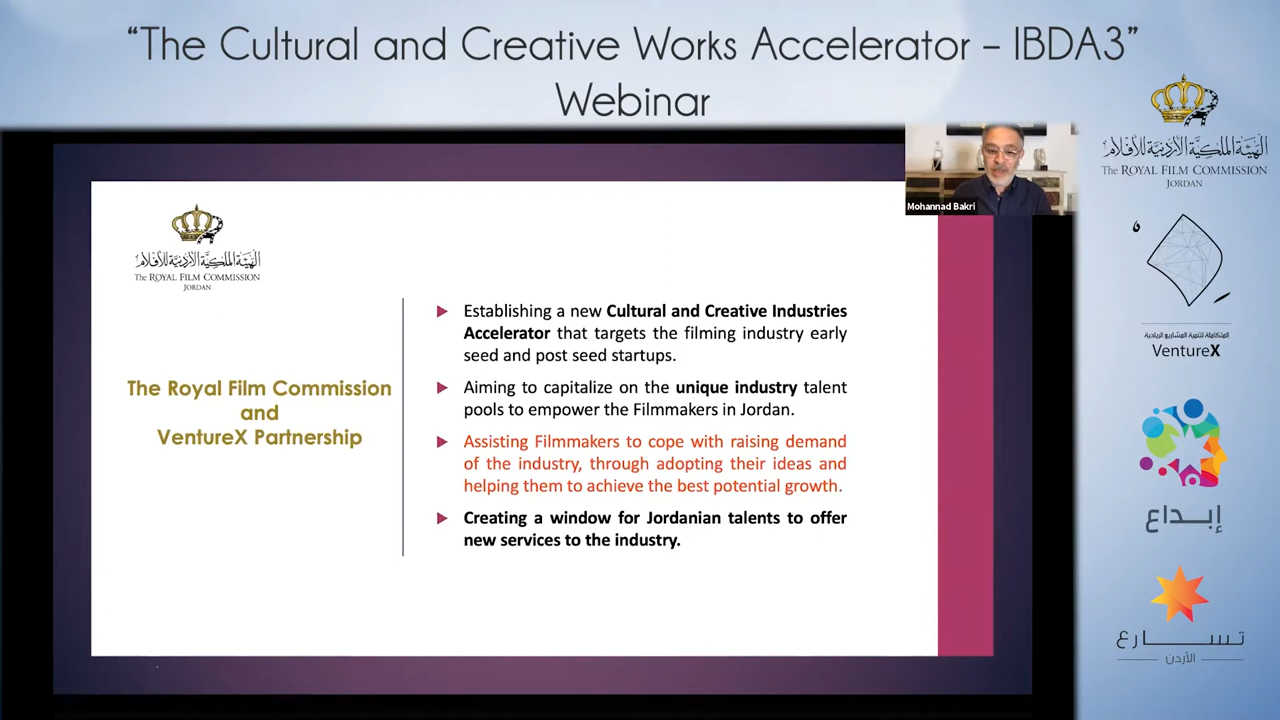 “The Cultural and Creative Works Accelerator – IBDA3”
Webinar
Mohannad Bakri
الهيئة الملكية الأردنية للأفلام
THE ROYAL FILM COMMISSION
JORDAN
الهيئة الملكية الأردنية للأفلام
THE ROYAL FILM COMMISSION
JORDAN
The Royal Film Commission
and
VentureX Partnership
Establishing a new Cultural and Creative Industries
Accelerator that targets the filming industry early
seed and post seed startups.
Aiming to capitalize on the unique industry talent
pools to empower the Filmmakers in Jordan.
Assisting Filmmakers to cope with raising demand
of the industry, through adopting their ideas and
helping them to achieve the best potential growth.
Creating a window for Jordanian talents to offer
new services to the industry.
المتكاملة لتنمية المشاريع الريادية
VentureX
إبداع
تسارع
الأردن